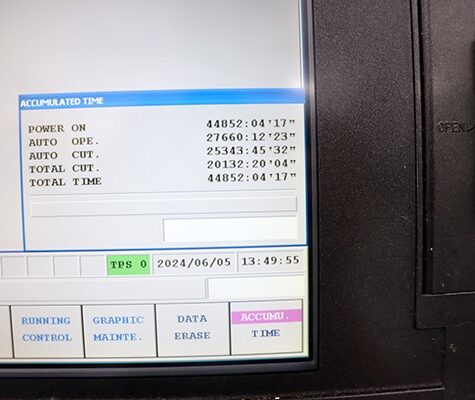 ACCUMULATED TIME
POWER ON 44852:04'17"
AUTO OPE. 27660:12'23"
AUTO CUT. 25343:45'32"
TOTAL CUT. 20132:20'04"
TOTAL TIME 44852:04'17"
TPS 0 2024/06/05 13:49:55
RUNNING CONTROL
GRAPHIC MAINTE.
DATA ERASE
ACCUMU. TIME
OPEN